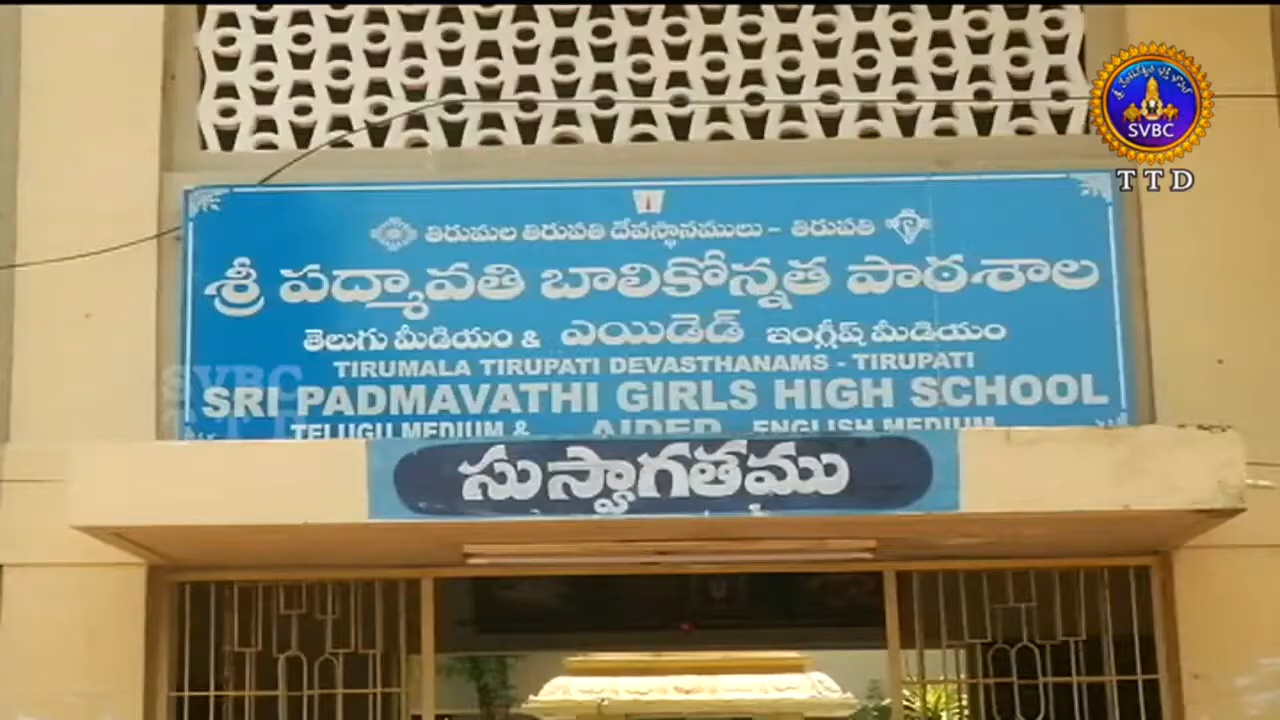 తిరుమల తిరుపతి దేవస్థానములు - తిరుపతి
శ్రీ పద్మావతి బాలికోన్నత పాఠశాల
తెలుగు మీడియం & ఎయిడెడ్ ఇంగ్లీష్ మీడియం
TIRUMALA TIRUPATI DEVASTHANAMS - TIRUPATI
SRI PADMAVATHI GIRLS HIGH SCHOOL
TELUGU MEDIUM & AIDED ENGLISH MEDIUM
సుస్వాగతము
SVBC
TTD
SVBC